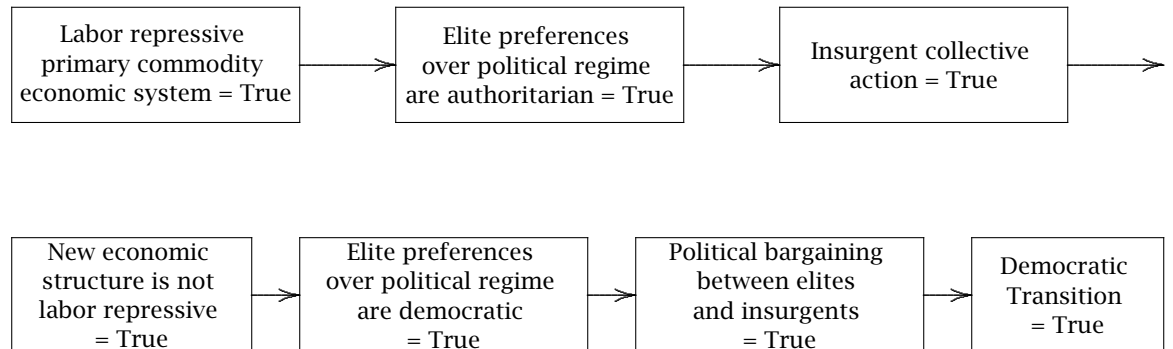 Labor repressive
primary commodity
economic system = True
Elite preferences
over political regime
are authoritarian = True
Insurgent collective
action = True
New economic
structure is not
labor repressive
= True
Elite preferences
over political regime
are democratic
= True
Political bargaining
between elites
and insurgents
= True
Democratic
Transition
= True